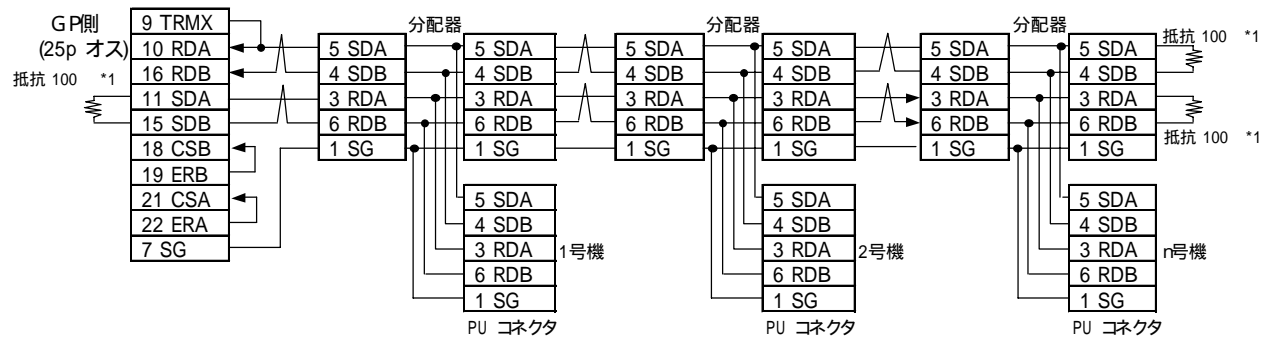 GP側
(25p オス)
抵抗 100 *1
9 TRMX
10 RDA
16 RDB
11 SDA
15 SDB
18 CSB
19 ERB
21 CSA
22 ERA
7 SG
5 SDA
4 SDB
3 RDA
6 RDB
1 SG
分配器
5 SDA
4 SDB
3 RDA
6 RDB
1 SG
5 SDA
4 SDB
3 RDA
6 RDB
1 SG
1号機
PU コネクタ
5 SDA
4 SDB
3 RDA
6 RDB
1 SG
分配器
5 SDA
4 SDB
3 RDA
6 RDB
1 SG
5 SDA
4 SDB
3 RDA
6 RDB
1 SG
2号機
PU コネクタ
5 SDA
4 SDB
3 RDA
6 RDB
1 SG
分配器
5 SDA
4 SDB
3 RDA
6 RDB
1 SG
抵抗 100 *1
抵抗 100 *1
5 SDA
4 SDB
3 RDA
6 RDB
1 SG
n号機
PU コネクタ